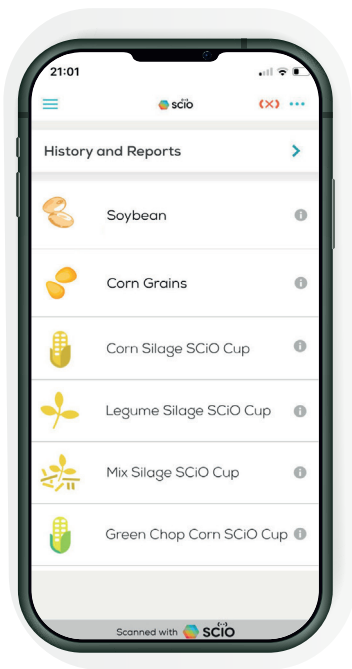 21:01
SCiO
(×)
History and Reports
Soybean
Corn Grains
Corn Silage SCiO Cup
Legume Silage SCiO Cup
Mix Silage SCiO Cup
Green Chop Corn SCiO Cup
Scanned with SCiO